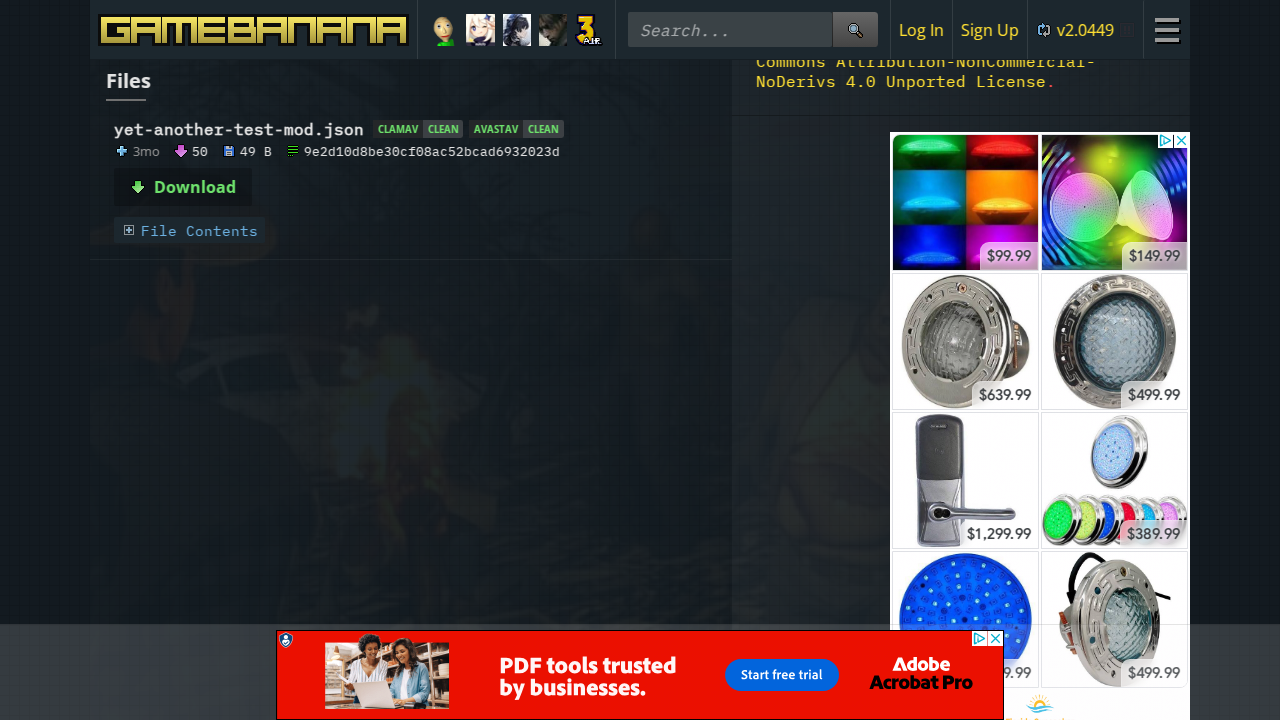 GAMEBANANA
3
A.I.R.
Search...
Log In
Sign Up
v2.0449
Commons Attribution-NonCommercial-
NoDerivs 4.0 Unported License.
Files
yet-another-test-mod.json CLAMAV CLEAN AVASTAV CLEAN
3mo 50 49 B 9e2d10d8be30cf08ac52bcad6932023d
Download
File Contents
$99.99
$149.99
$639.99
$499.99
$1,299.99
$389.99
9.99
$499.99
PDF tools trusted
by businesses.
Start free trial
Adobe
Acrobat Pro